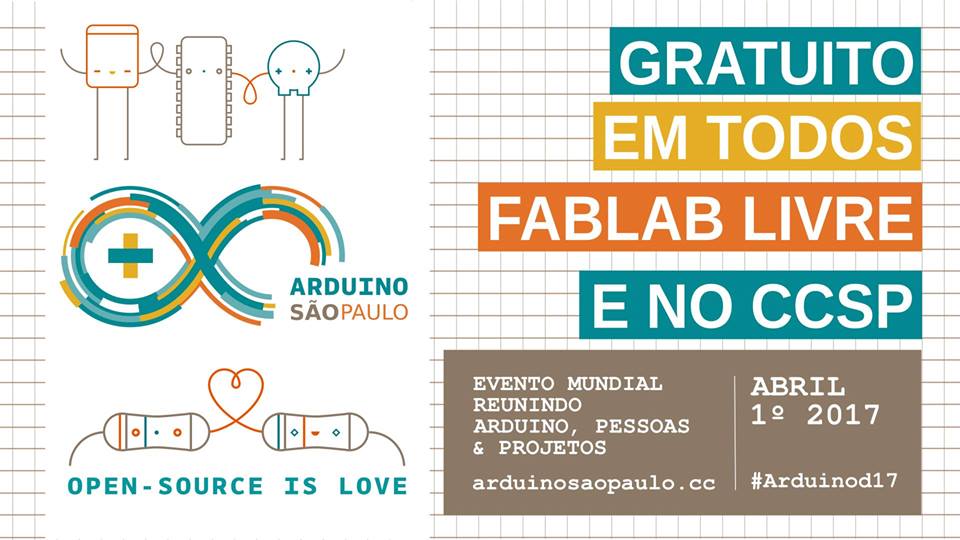 ARDUINO
SÃOPAULO
OPEN-SOURCE IS LOVE
GRATUITO
EM TODOS
FABLAB LIVRE
E NO CCSP
EVENTO MUNDIAL
REUNINDO
ARDUINO, PESSOAS
& PROJETOS
arduinosaopaulo.cc
ABRIL
1º 2017
#Arduinod17